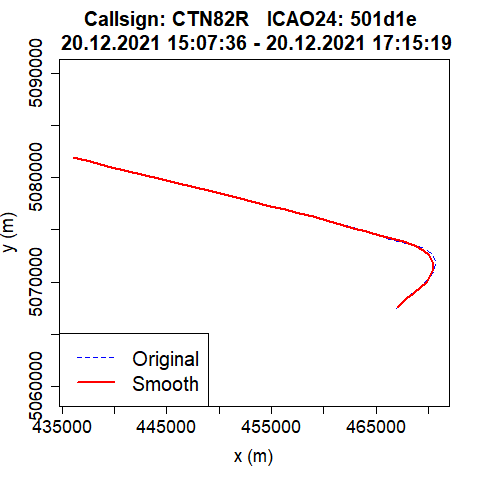 Callsign: CTN82R   ICAO24: 501d1e
20.12.2021 15:07:36 - 20.12.2021 17:15:19
5090000
5080000
5070000
5060000
y (m)
Original
Smooth
435000
445000
455000
465000
x (m)